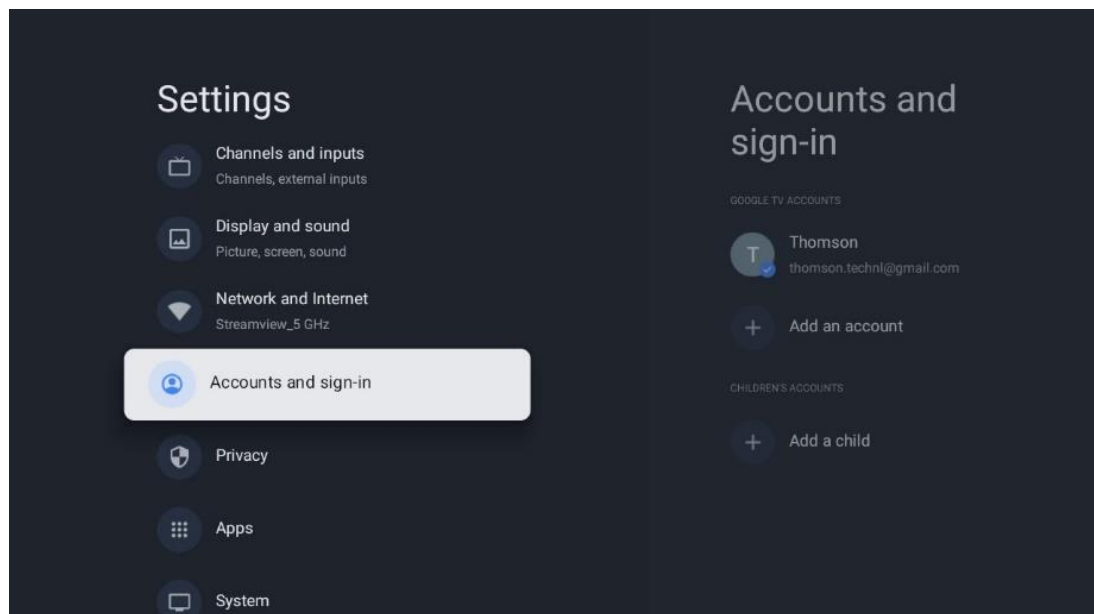 Settings
Channels and inputs
Channels, external inputs
Display and sound
Picture, screen, sound
Network and Internet
Streamview_5 GHz
Accounts and sign-in
Privacy
Apps
System
Accounts and
sign-in
GOOGLE TV ACCOUNTS
T
Thomson
thomson.technl@gmail.com
Add an account
CHILDREN'S ACCOUNTS
Add a child